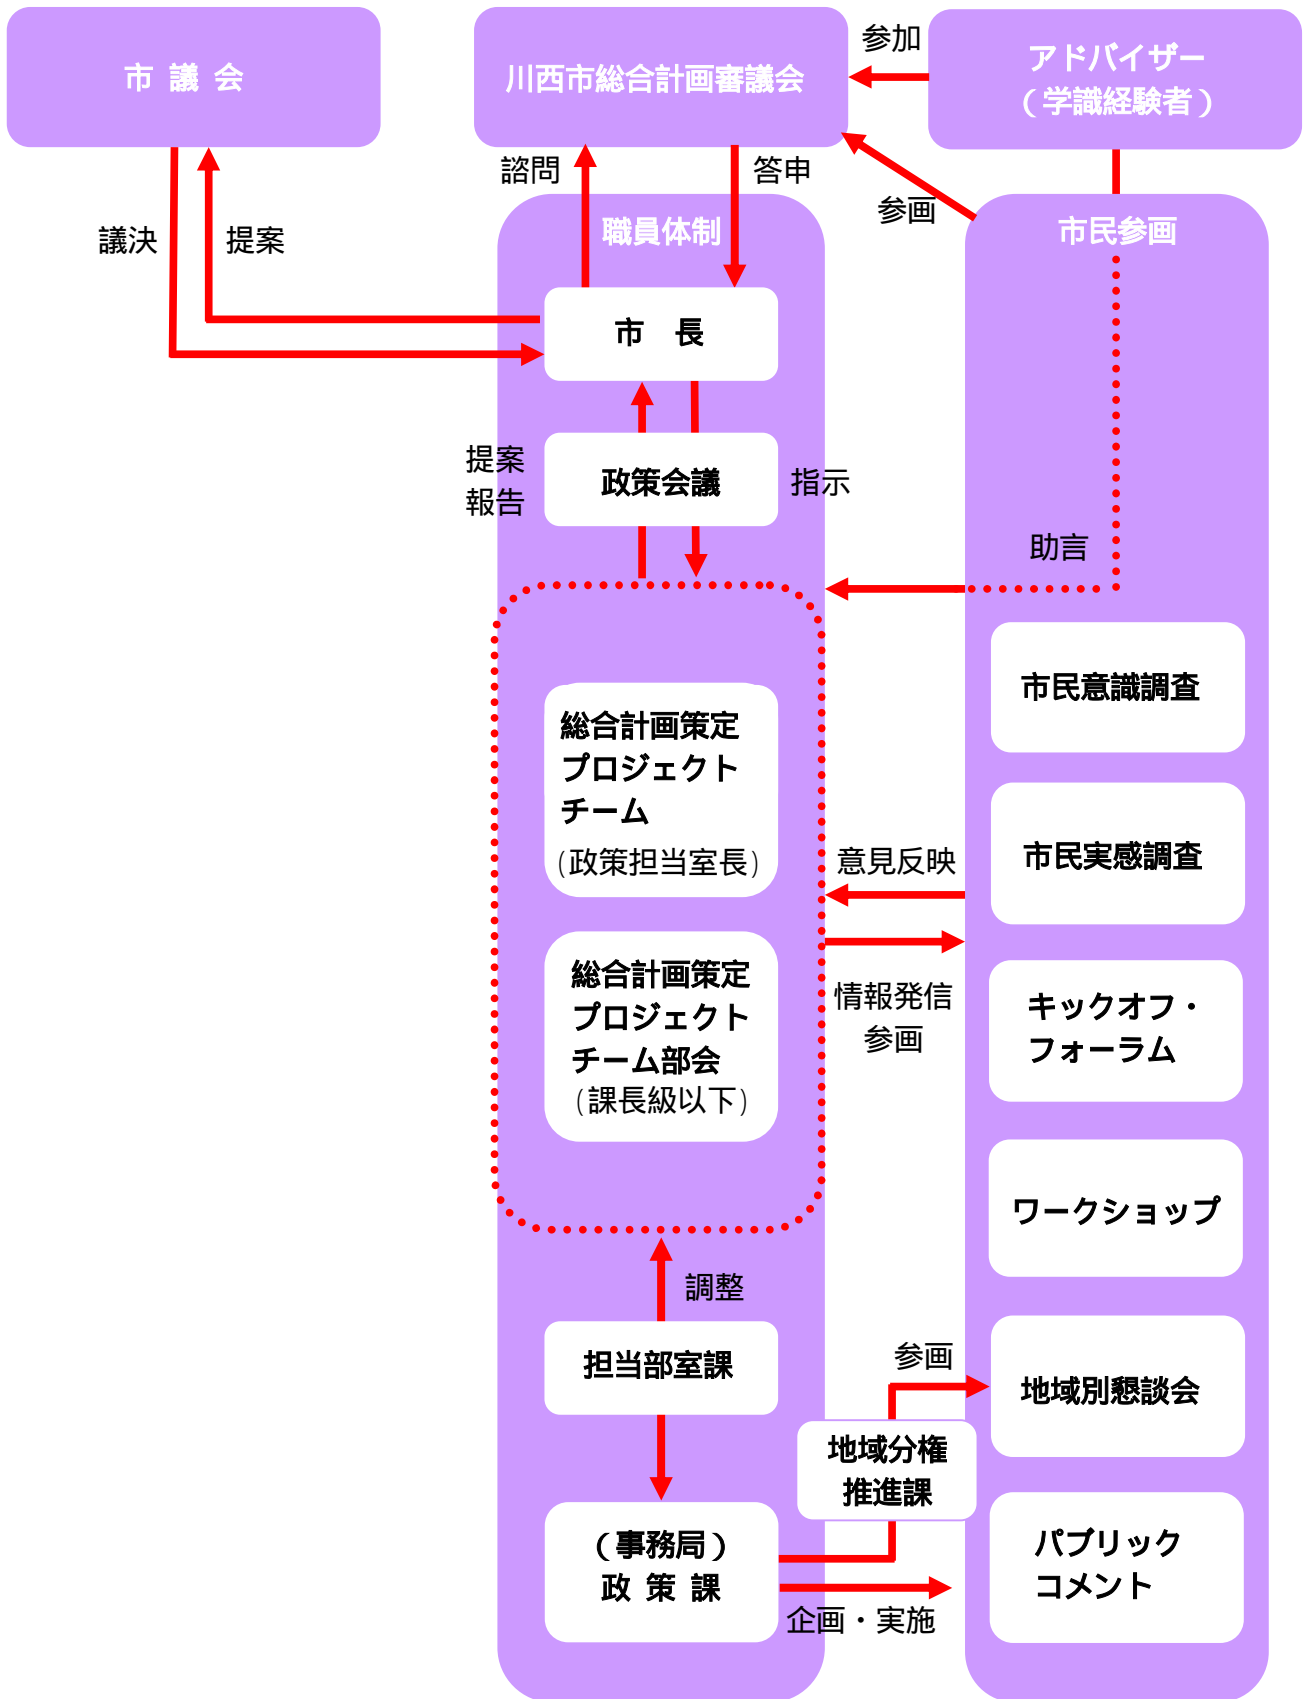 市 議 会
川西市総合計画審議会
参加
アドバイザー
（学識経験者）
諮問
答申
参画
議決
提案
職員体制
市民参画
市 長
提案
報告
政策会議
指示
助言
市民意識調査
総合計画策定
プロジェクト
チーム
（政策担当室長）
市民実感調査
意見反映
総合計画策定
プロジェクト
チーム部会
（課長級以下）
情報発信
参画
キックオフ・
フォーラム
ワークショップ
調整
担当部室課
参画
地域別懇談会
地域分権
推進課
（事務局）
政 策 課
企画・実施
パブリック
コメント